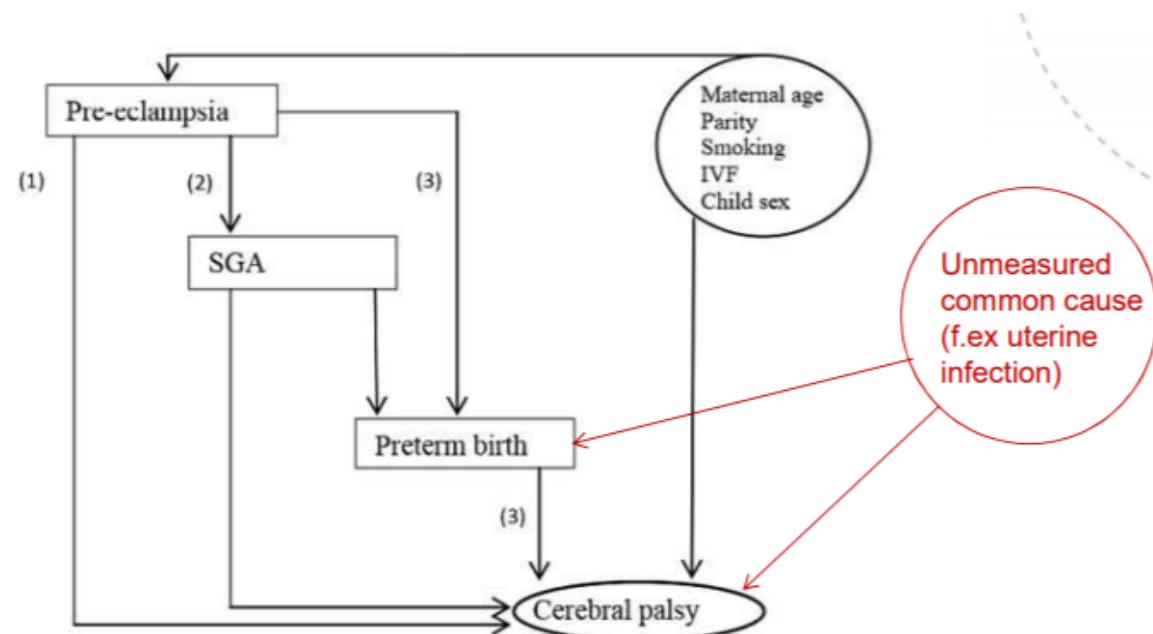 Pre-eclampsia
Maternal age
Parity
Smoking
IVF
Child sex
(1)
(2)
(3)
SGA
Unmeasured
common cause
(f.ex uterine
infection)
Preterm birth
(3)
Cerebral palsy